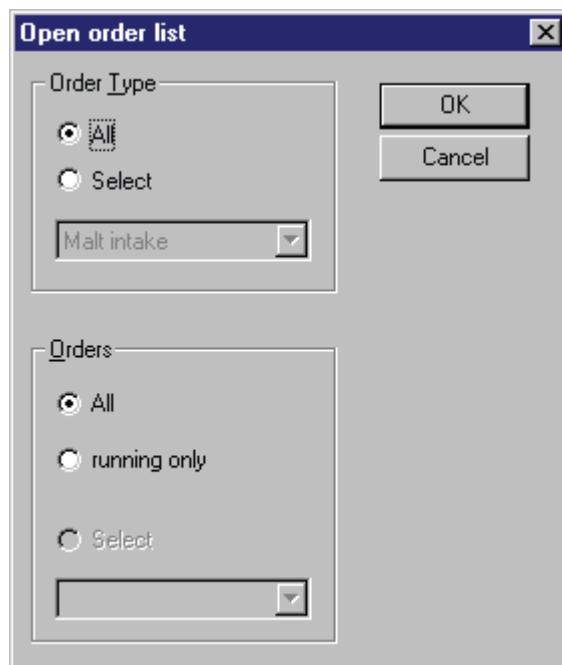 Open order list
Order Type
All
Select
Malt intake
OK
Cancel
Orders
All
running only
Select